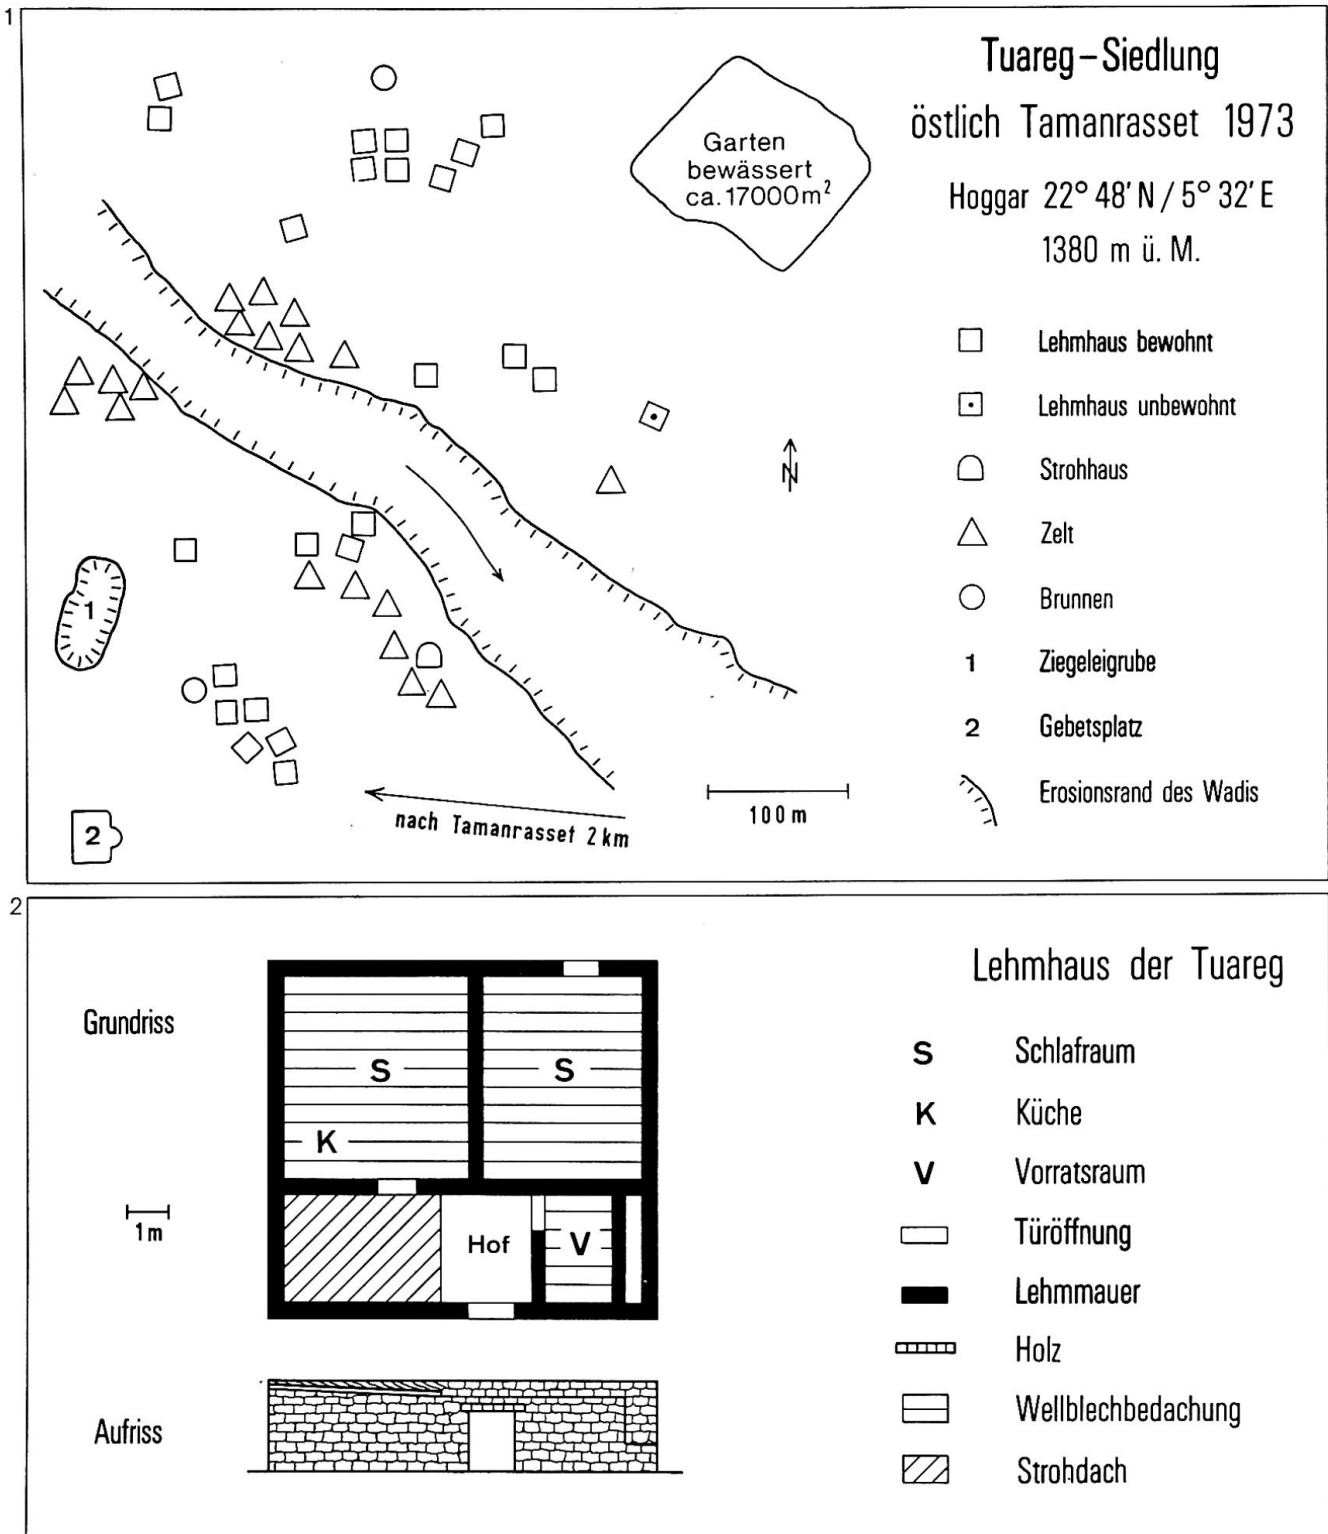 1
Tuareg-Siedlung
östlich Tamanrasset 1973
Hoggar 22° 48' N / 5° 32' E
1380 m ü. M.
Garten
bewässert
ca. 17000 m²
Lehmhaus bewohnt
Lehmhaus unbewohnt
Strohhaus
Zelt
Brunnen
1 Ziegeleigrube
2 Gebetsplatz
Erosionsrand des Wadis
N
1
2
nach Tamanrasset 2 km
100 m
2
Lehmhaus der Tuareg
Grundriss
S S
K
Hof V
1 m
Aufriss
S Schlafraum
K Küche
V Vorratsraum
Türöffnung
Lehmmauer
Holz
Wellblechbedachung
Strohdach